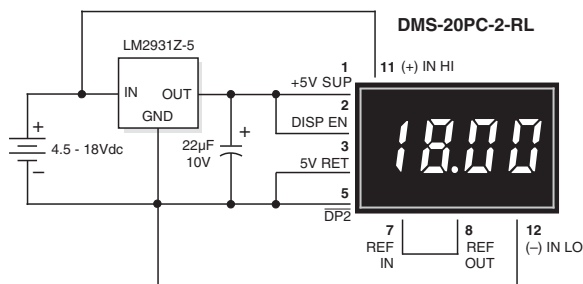 DMS-20PC-2-RL
LM2931Z-5
1
11 (+) IN HI
+5V SUP
IN
OUT
2
GND
DISP EN
+
+
4.5 - 18Vdc
22µF
10V
3
5V RET
18.00
−
5
DP2
7
8
12
REF
IN
REF
OUT
(–) IN LO